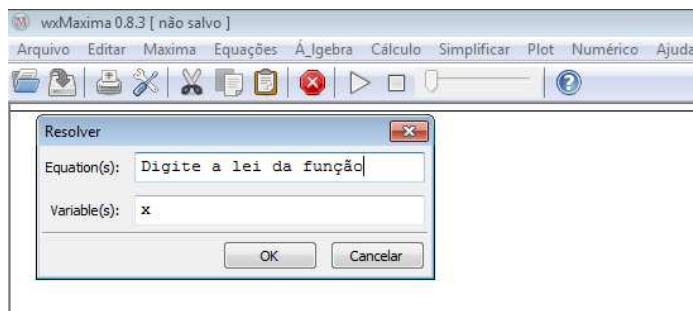 wxMaxima 0.8.3 [ não salvo ]
Arquivo Editar Maxima Equações Á_lgebra Cálculo Simplificar Plot Numérico Ajuda
Resolver
Equation(s): Digite a lei da função
Variable(s): x
OK Cancelar